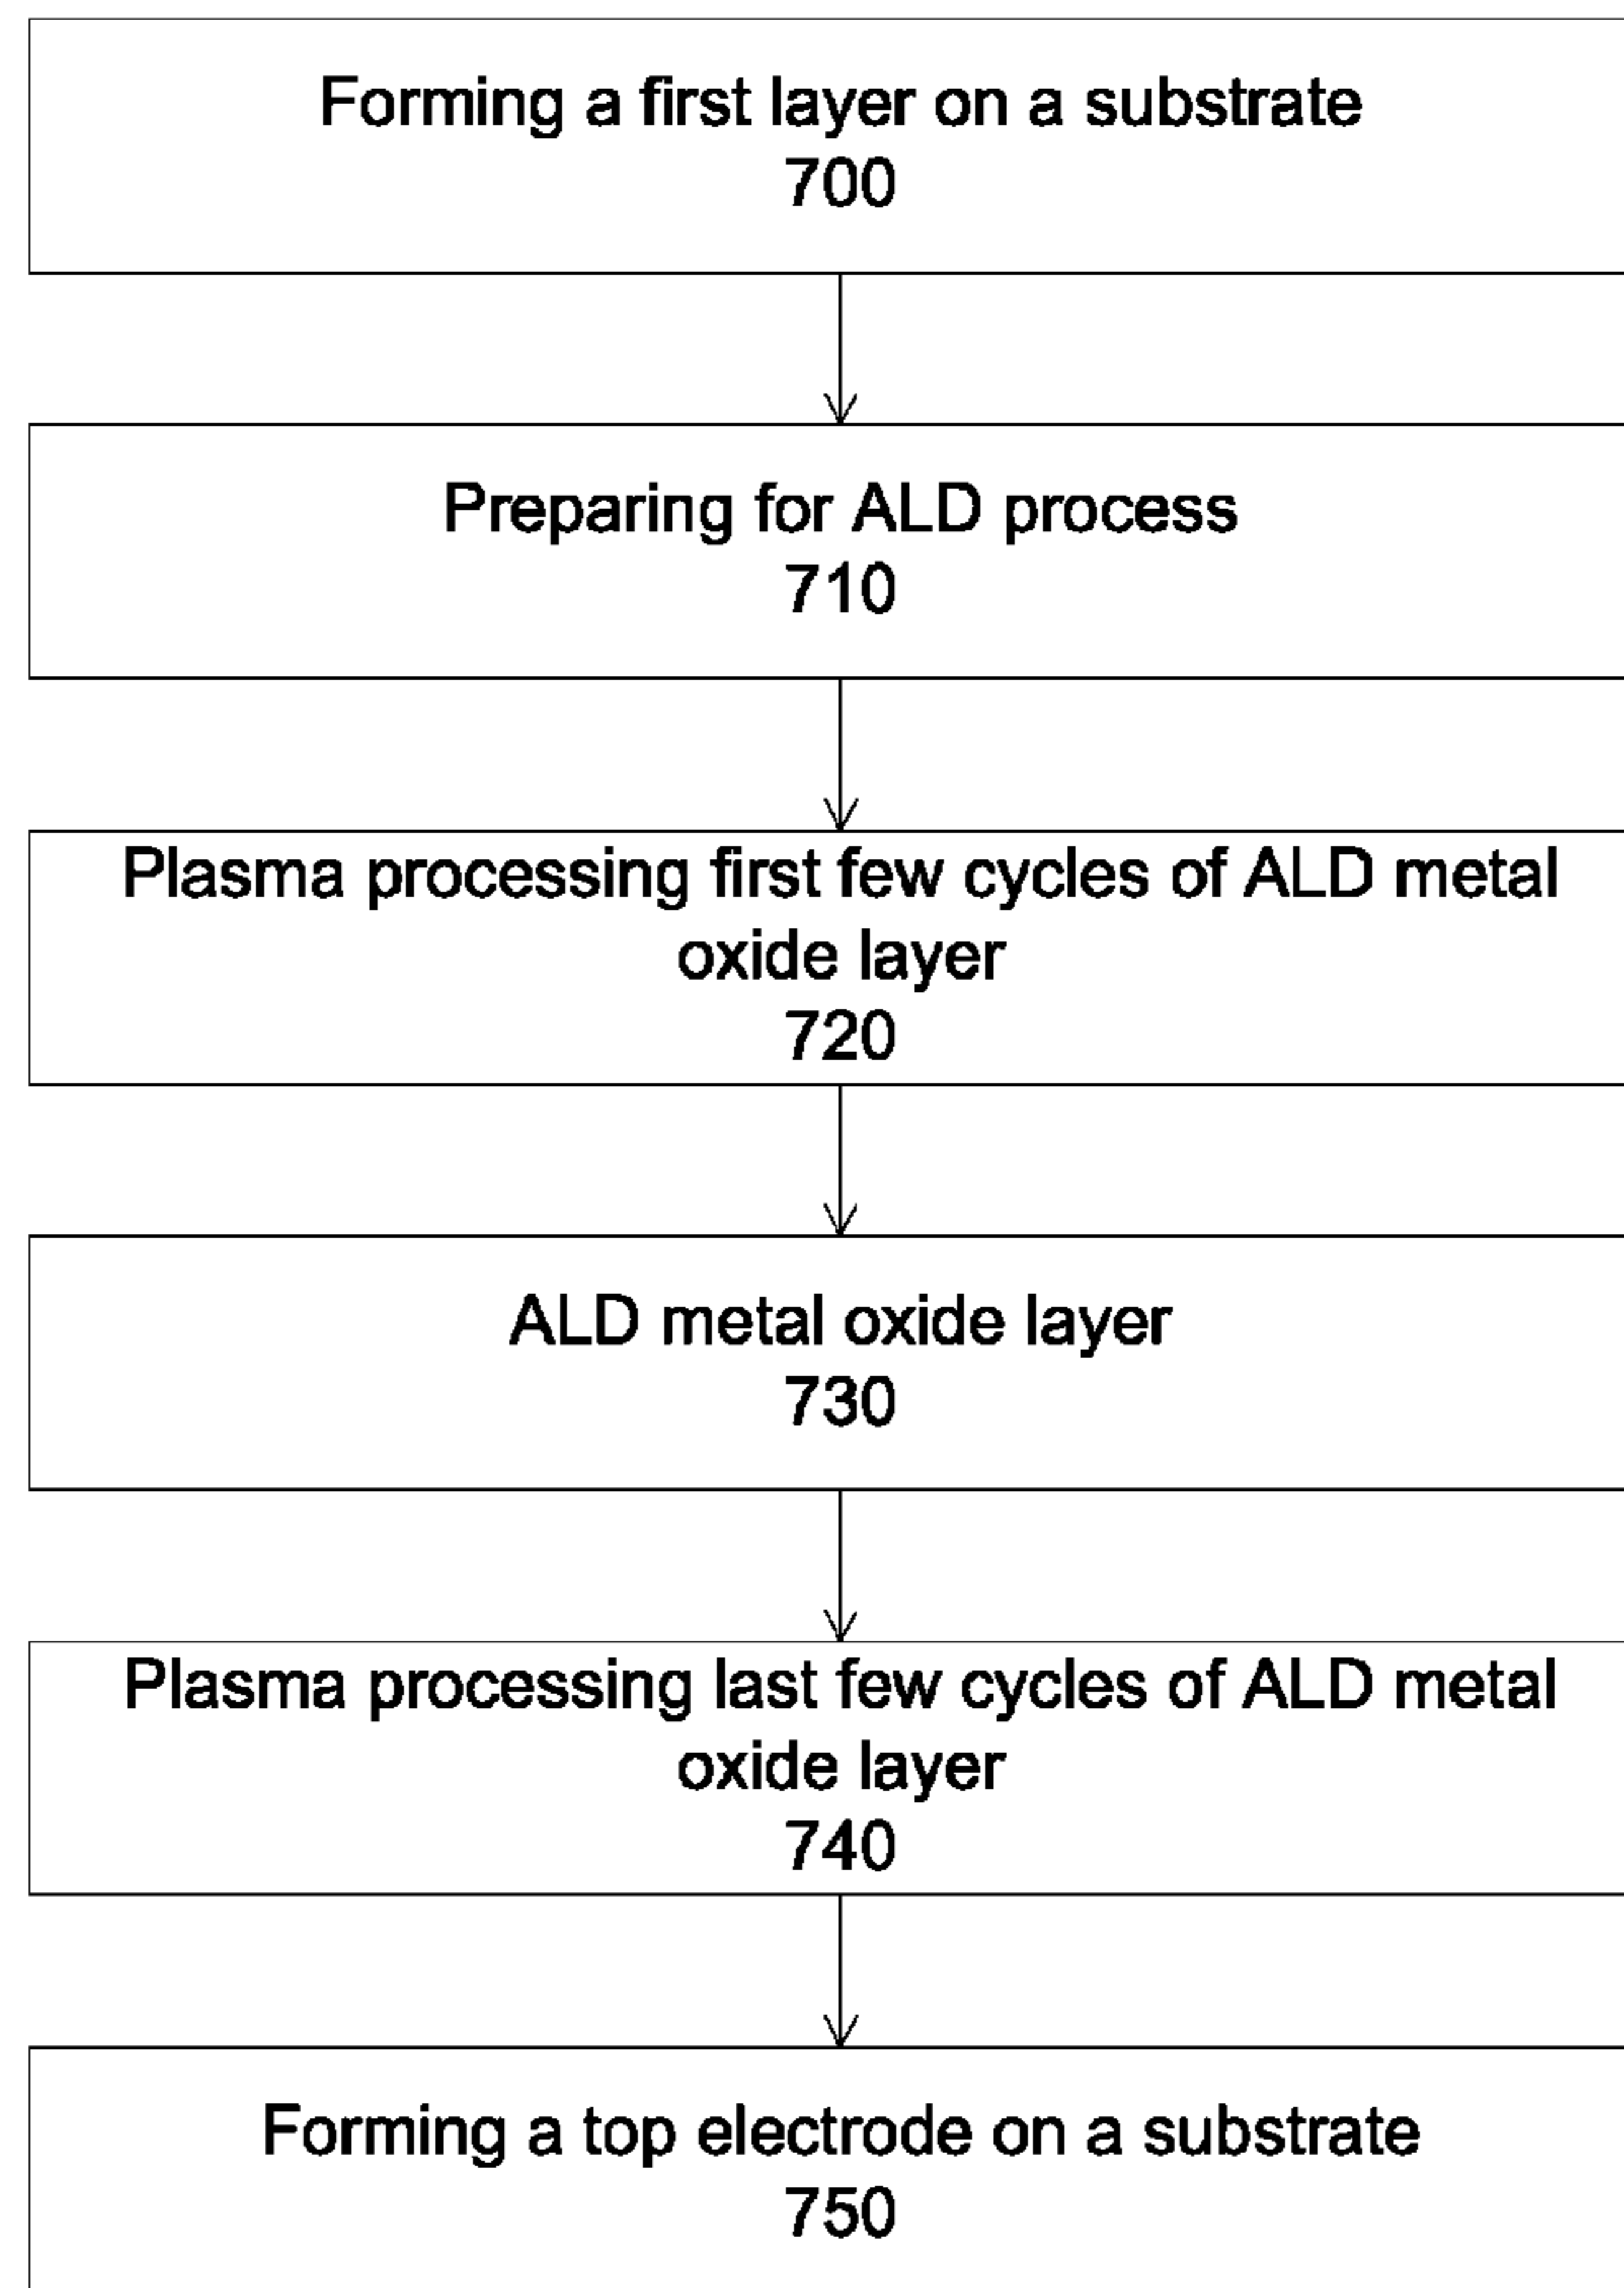 Forming a first layer on a substrate
700
Preparing for ALD process
710
Plasma processing first few cycles of ALD metal
oxide layer
720
ALD metal oxide layer
730
Plasma processing last few cycles of ALD metal
oxide layer
740
Forming a top electrode on a substrate
750